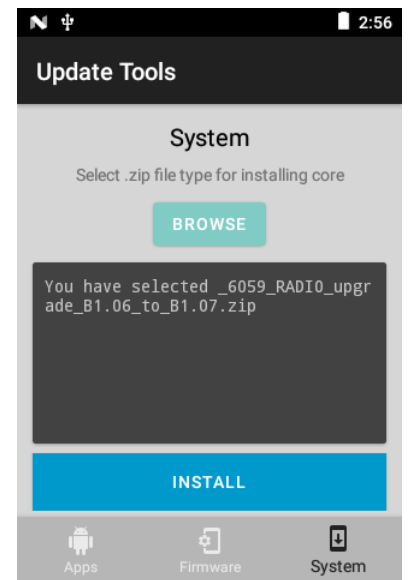 2:56
Update Tools
System
Select .zip file type for installing core
BROWSE
You have selected _6059_RADIO_upgr
ade_B1.06_to_B1.07.zip
INSTALL
Apps Firmware System